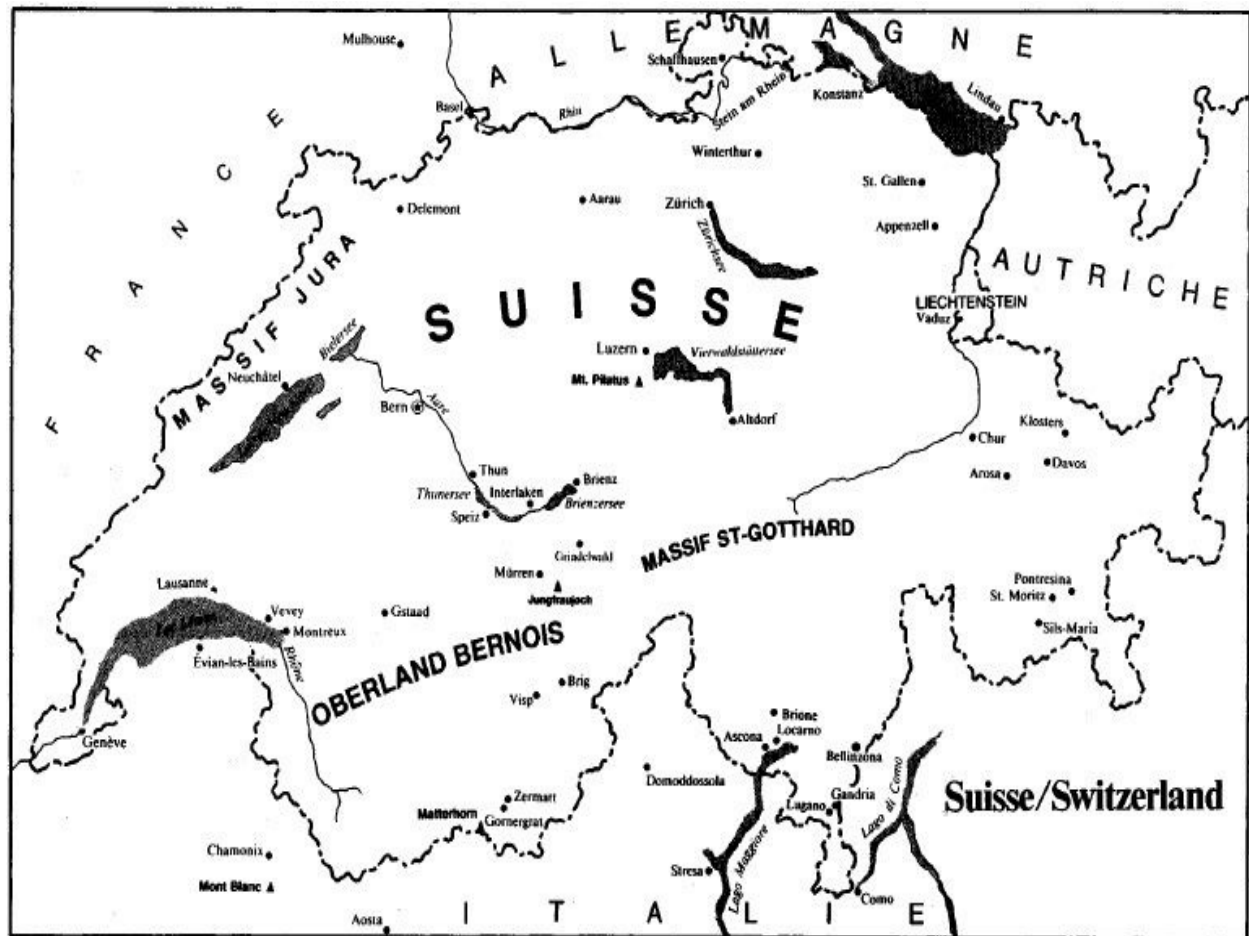 ALLEMAGNE
Mulhouse
Schaffhausen
Konstanz
Lindau
Basel
Rhin
Stein am Rhein
FRANCE
Winterthur
St. Gallen
Delemont
Aarau
Zürich
Appenzell
Zürichsee
AUTRICHE
MASSIF JURA
SUISSE
LIECHTENSTEIN
Vaduz
Bielersee
Luzern
Vierwaldstättersee
Neuchâtel
Mt. Pilatus
Bern
Aare
Altdorf
Klosters
Chur
Thun
Arosa
Davos
Thunersee
Interlaken
Brienz
Speiz
Brienzersee
MASSIF ST-GOTTHARD
Grindelwald
Mürren
Jungfraujoch
Lausanne
Pontresina
St. Moritz
Vevey
Gstaad
Montreux
Sils-Maria
Évian-les-Bains
Rhône
OBERLAND BERNOIS
Visp
Brig
Genève
Brione
Locarno
Ascona
Bellinzona
Domoddossola
Lago di Como
Suisse/Switzerland
Zermatt
Gandria
Lugano
Matterhorn
Gornergrat
Chamonix
Stresa
Lago Maggiore
Mont Blanc
Como
Aosta
ITALIE